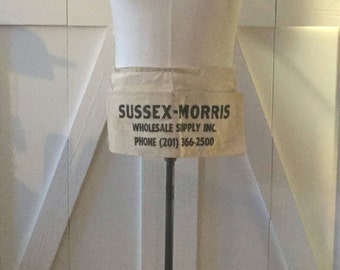 SUSSEX-MORRIS
WHOLESALE SUPPLY INC.
PHONE (201) 366-2500